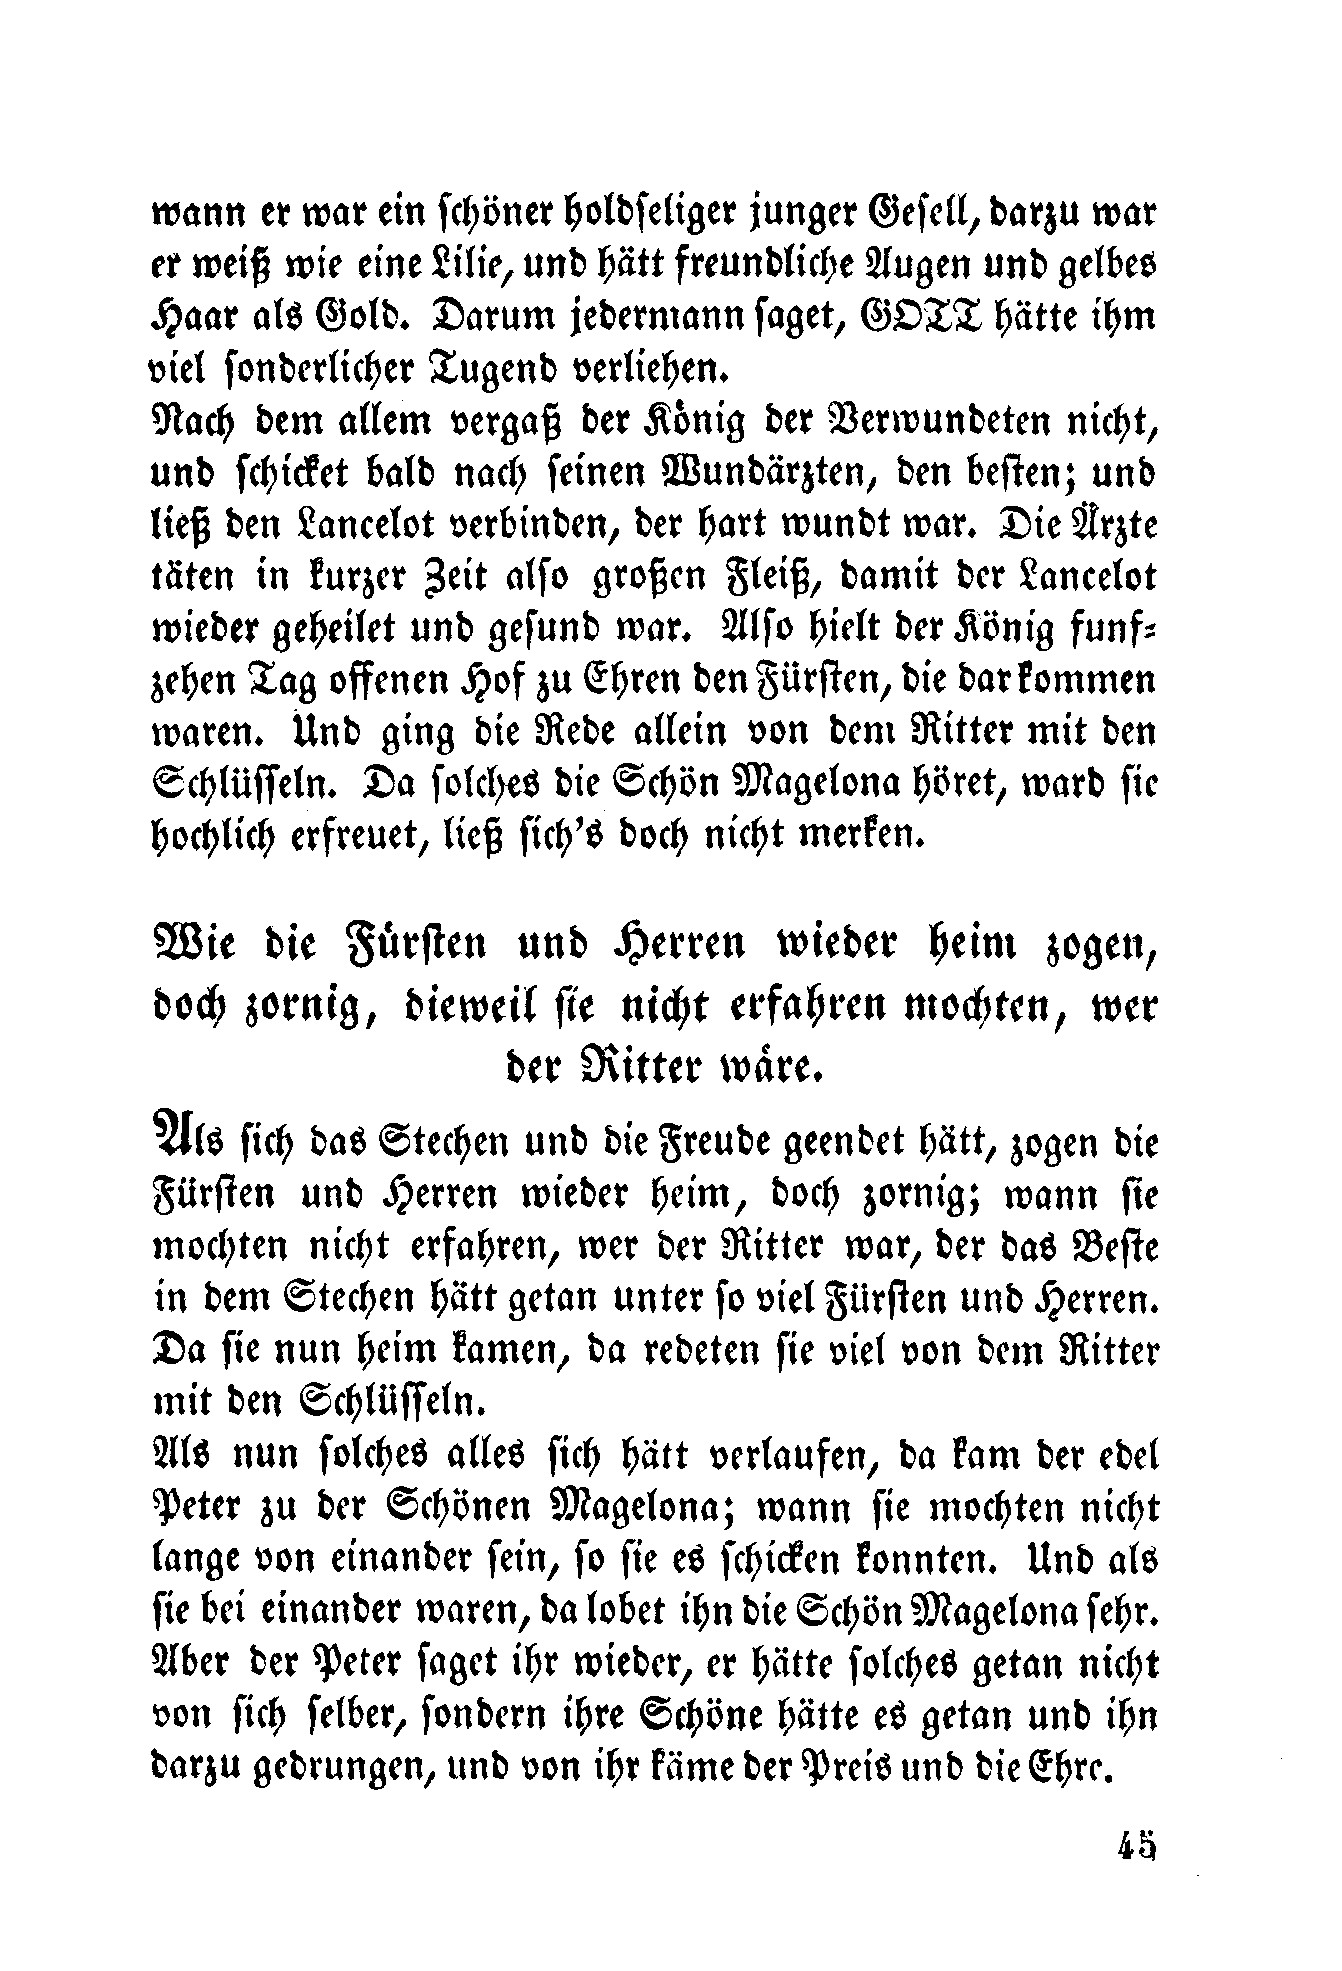 wann er war ein schöner holdseliger junger Gesell, darzu war
er weiß wie eine Lilie, und hätt freundliche Augen und gelbes
Haar als Gold. Darum jedermann saget, GOTT hätte ihm
viel sonderlicher Tugend verliehen.
Nach dem allem vergaß der König der Verwundeten nicht,
und schicket bald nach seinen Wundärzten, den besten; und
ließ den Lancelot verbinden, der hart wundt war. Die Ärzte
täten in kurzer Zeit also großen Fleiß, damit der Lancelot
wieder geheilet und gesund war. Also hielt der König funf-
zehen Tag offenen Hof zu Ehren den Fürsten, die dar kommen
waren. Und ging die Rede allein von dem Ritter mit den
Schlüsseln. Da solches die Schön Magelona höret, ward sie
hochlich erfreuet, ließ sich's doch nicht merken.
Wie die Fürsten und Herren wieder heim zogen,
doch zornig, dieweil sie nicht erfahren mochten, wer
der Ritter wäre.
Als sich das Stechen und die Freude geendet hätt, zogen die
Fürsten und Herren wieder heim, doch zornig; wann sie
mochten nicht erfahren, wer der Ritter war, der das Beste
in dem Stechen hätt getan unter so viel Fürsten und Herren.
Da sie nun heim kamen, da redeten sie viel von dem Ritter
mit den Schlüsseln.
Als nun solches alles sich hätt verlaufen, da kam der edel
Peter zu der Schönen Magelona; wann sie mochten nicht
lange von einander sein, so sie es schicken konnten. Und als
sie bei einander waren, da lobet ihn die Schön Magelona sehr.
Aber der Peter saget ihr wieder, er hätte solches getan nicht
von sich selber, sondern ihre Schöne hätte es getan und ihn
darzu gedrungen, und von ihr käme der Preis und die Ehre.
45